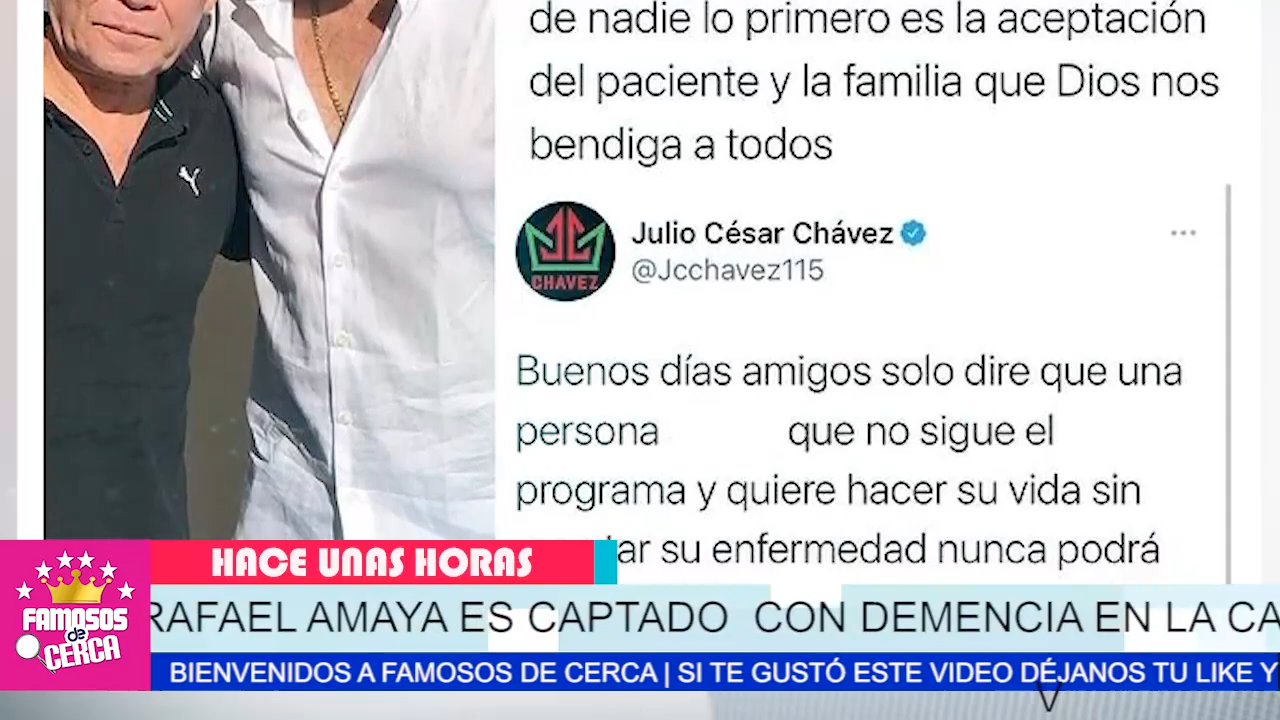 de nadie lo primero es la aceptación
del paciente y la familia que Dios nos
bendiga a todos
CHAVEZ
Julio César Chávez
@Jcchavez115
Buenos días amigos solo dire que una
persona que no sigue el
programa y quiere hacer su vida sin
tar su enfermedad nunca podrá
HACE UNAS HORAS
FAMOSOS
de
CERCA
RAFAEL AMAYA ES CAPTADO CON DEMENCIA EN LA CA
BIENVENIDOS A FAMOSOS DE CERCA | SI TE GUSTÓ ESTE VIDEO DÉJANOS TU LIKE Y